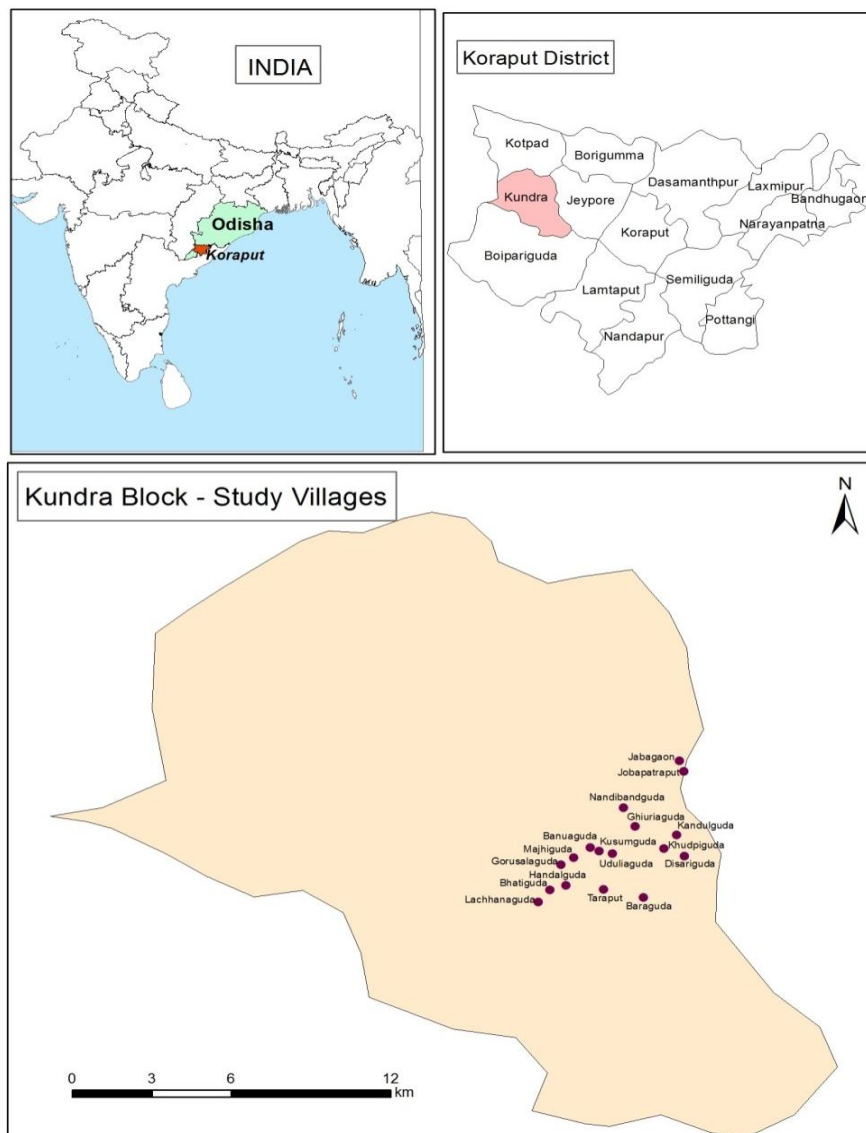 INDIA
Odisha
Koraput
Koraput District
Kotpad
Borigumma
Dasamanthpur
Laxmipur
Bandhugaon
Kundra
Jeypore
Koraput
Narayanpatna
Boipariguda
Lamtaput
Semiliguda
Pottangi
Nandapur
Kundra Block - Study Villages
N
Jabagaon
Jobapatraput
Nandibandguda
Ghiuriaguda
Kandulguda
Banuaguda
Kusumguda
Khudpiguda
Majhiguda
Uduliaguda
Disariguda
Gorusalaguda
Handalguda
Bhatiguda
Taraput
Baraguda
Lachhanaguda
0 3 6 12
km